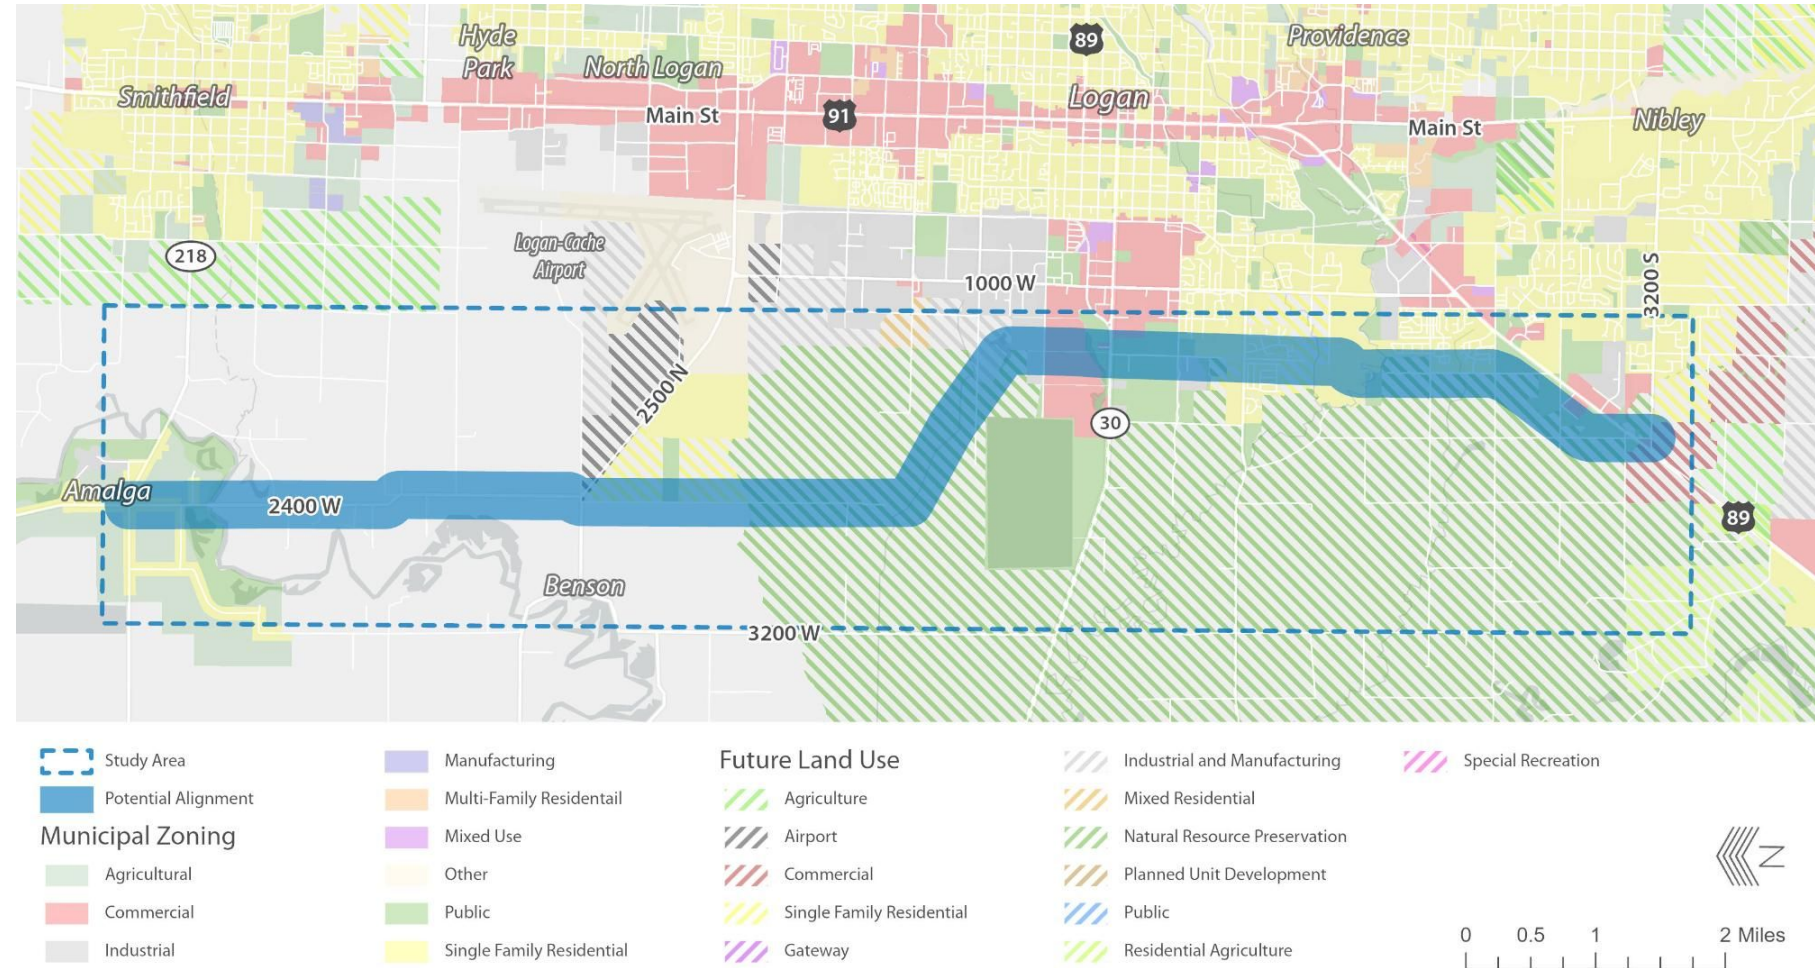 Hyde
Park
North Logan
89
Providence
Smithfield
Main St
91
Logan
Main St
Nibley
218
Logan-Cache
Airport
1000 W
3200 S
2500 N
30
Amalga
2400 W
89
Benson
3200 W
Study Area
Potential Alignment
Municipal Zoning
Agricultural
Commercial
Industrial
Manufacturing
Multi-Family Residentail
Mixed Use
Other
Public
Single Family Residential
Future Land Use
Agriculture
Airport
Commercial
Single Family Residential
Gateway
Industrial and Manufacturing
Mixed Residential
Natural Resource Preservation
Planned Unit Development
Public
Residential Agriculture
Special Recreation
N
0 0.5 1 2 Miles